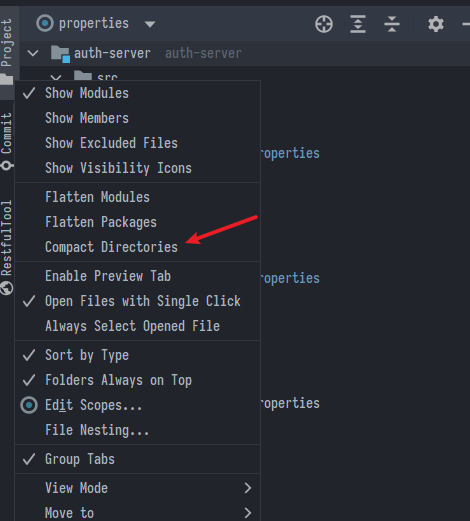 properties
Project
auth-server auth-server
src
Show Modules
Show Members
Show Excluded Files
roperties
Show Visibility Icons
Commit
Flatten Modules
Flatten Packages
Compact Directories
RestfulTool
Enable Preview Tab
roperties
Open Files with Single Click
Always Select Opened File
Sort by Type
Folders Always on Top
Edit Scopes...
roperties
File Nesting...
Group Tabs
View Mode
Move to